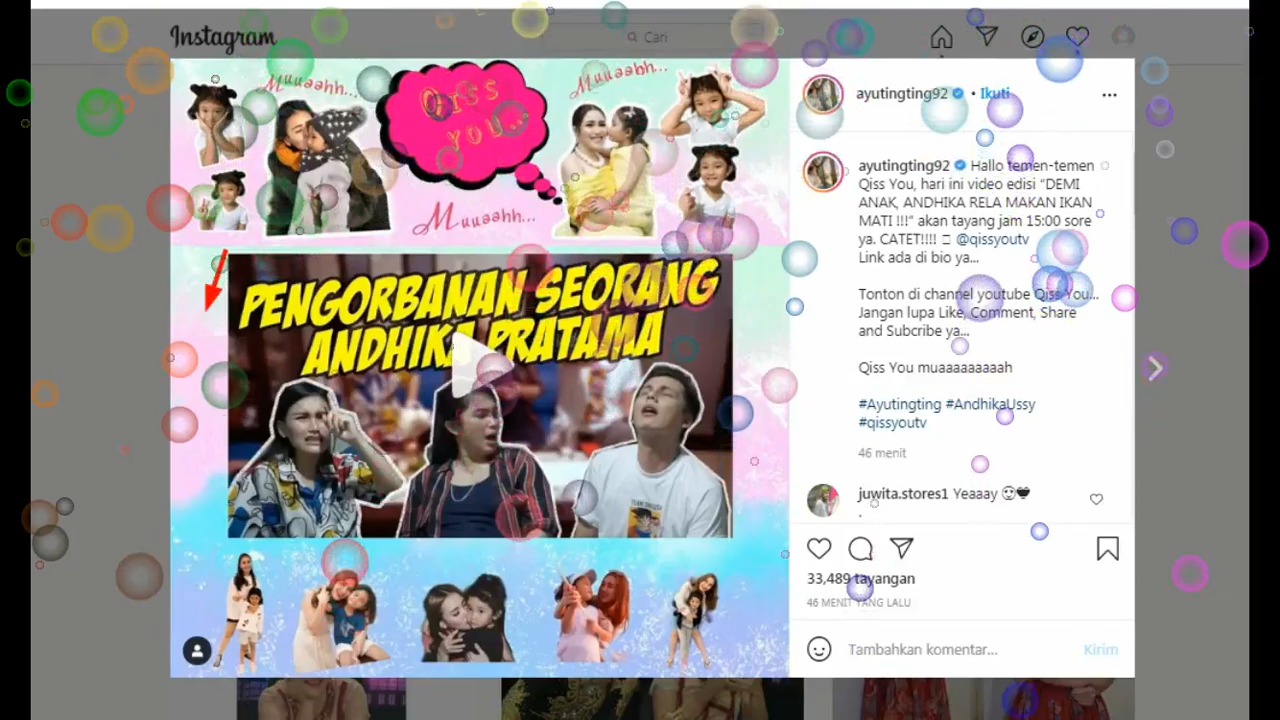 Instagram
Cari
Muuaahh...
QISS
YOU..
Muuaahh...
Muuaahh...
PENGORBANAN SEORANG
ANDHIKA PRATAMA
ayutingting92 • Ikuti
ayutingting92 Hallo temen-temen
Qiss You, hari ini video edisi “DEMI
ANAK, ANDHIKA RELA MAKAN IKAN
MATI !!!” akan tayang jam 15:00 sore
ya. CATET!!!! @qissyoutv
Link ada di bio ya...
Tonton di channel youtube Qiss You...
Jangan lupa Like, Comment, Share
and Subcribe ya...
Qiss You muaaaaaaaaah
#Ayutingting #AndhikaUssy
#qissyoutv
46 menit
juwita.stores1 Yeaaay 😍🖤
.
33,489 tayangan
46 MENIT YANG LALU
Tambahkan komentar...
Kirim